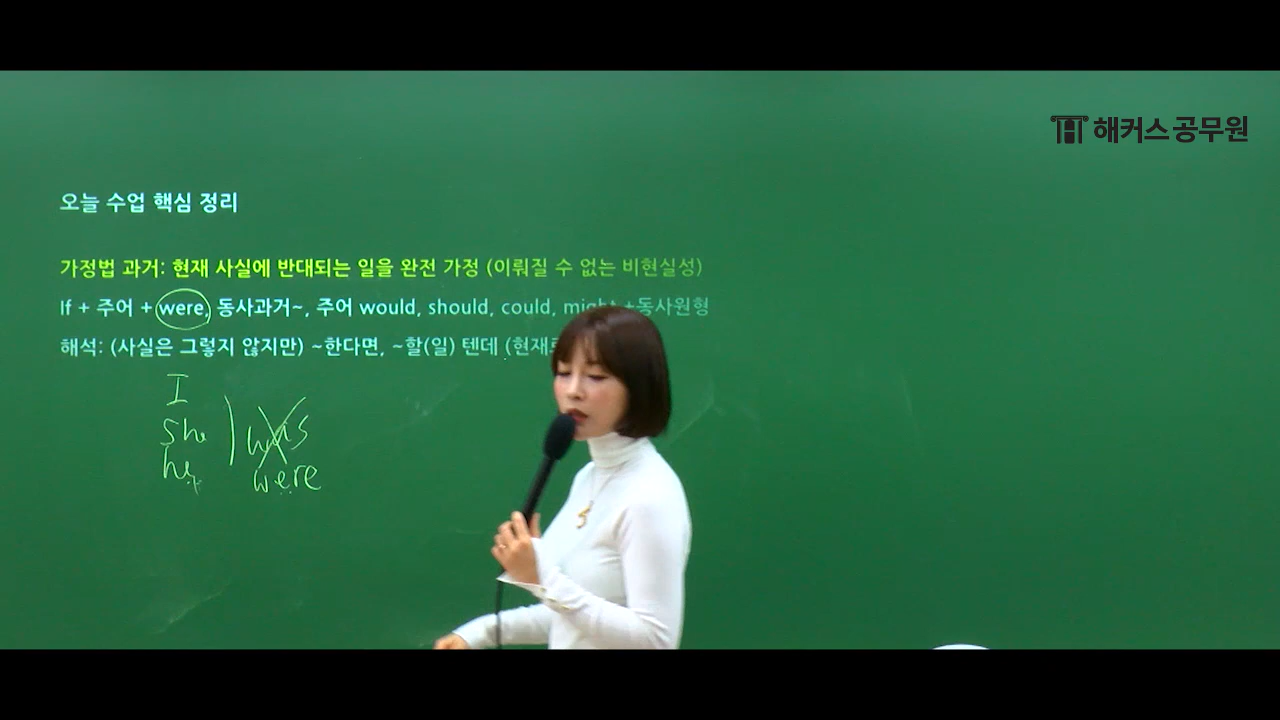 해커스공무원
오늘 수업 핵심 정리
가정법 과거: 현재 사실에 반대되는 일을 완전 가정 (이뤄질 수 없는 비현실성)
If + 주어 + were, 동사과거~, 주어 would, should, could, might +동사원형
해석: (사실은 그렇지 않지만) ~한다면, ~할(일) 텐데 (현재
I
she
he
was
were